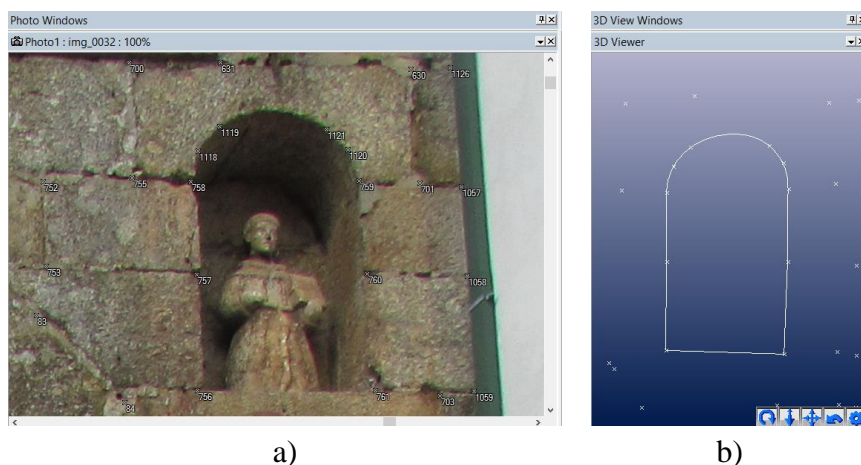 Photo Windows
Photo1 : img_0032 : 100%
3D View Windows
3D Viewer
700 631 630 1126
1119 1121
1118 1120
752 755 758 759 701 1057
753 757 760 1058
83
84 756 761 703 1059
a) b)